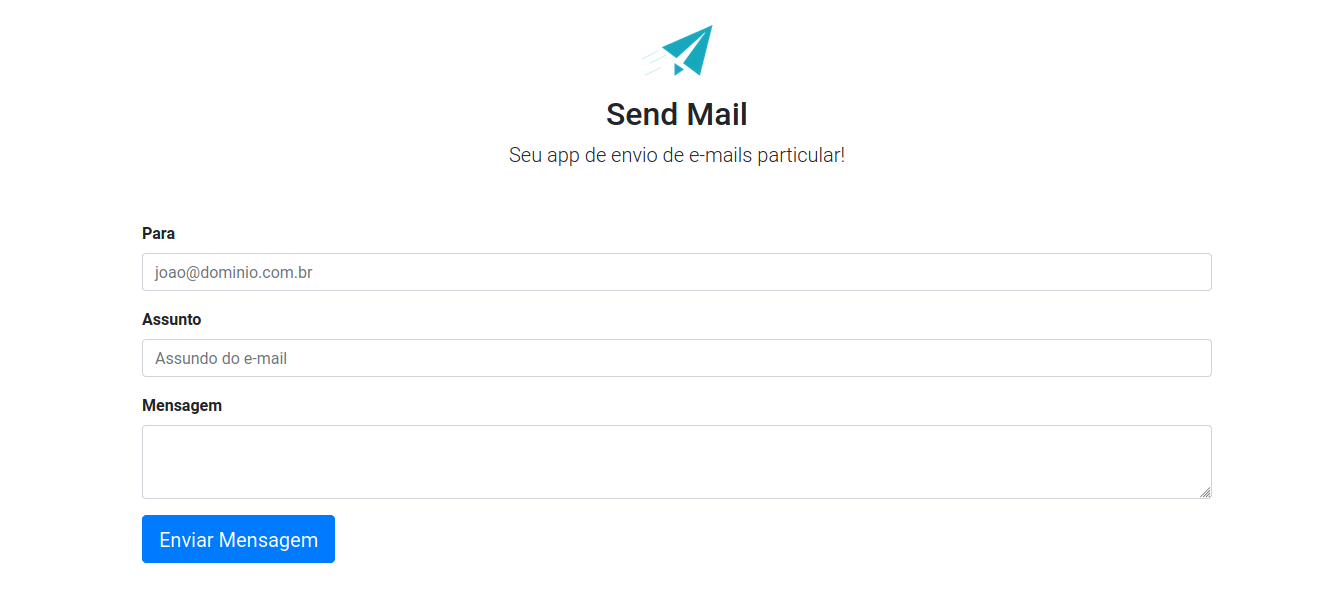 Send Mail
Seu app de envio de e-mails particular!
Para
joao@dominio.com.br
Assunto
Assundo do e-mail
Mensagem
Enviar Mensagem